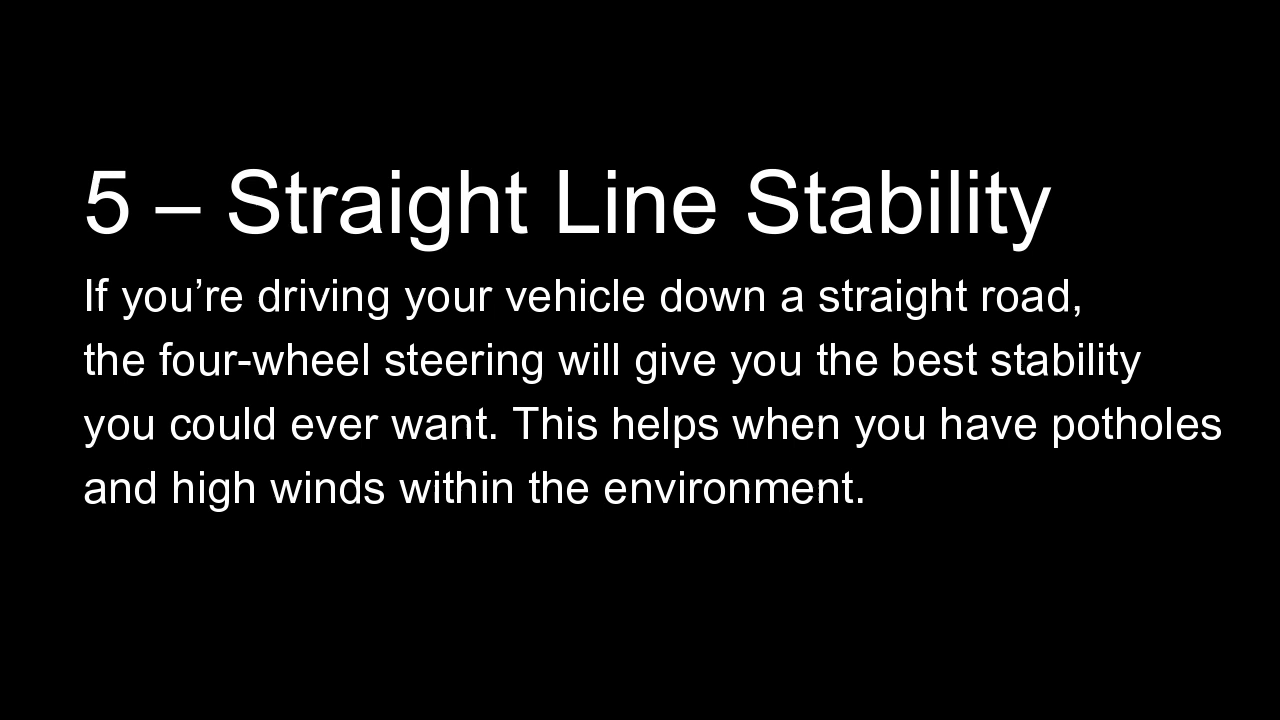 5 – Straight Line Stability
If you’re driving your vehicle down a straight road,
the four-wheel steering will give you the best stability
you could ever want. This helps when you have potholes
and high winds within the environment.